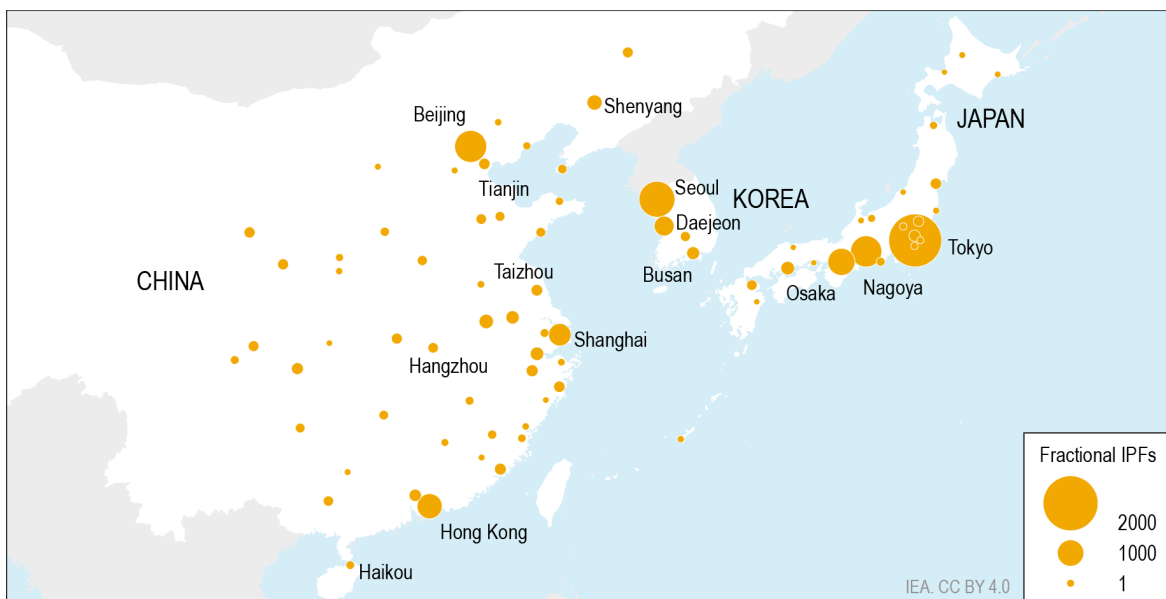 Shenyang
Beijing
JAPAN
Tianjin
Seoul
KOREA
Daejeon
Tokyo
Taizhou
Busan
CHINA
Osaka
Nagoya
Shanghai
Hangzhou
Hong Kong
Haikou
Fractional IPFs
2000
1000
1
IEA. CC BY 4.0